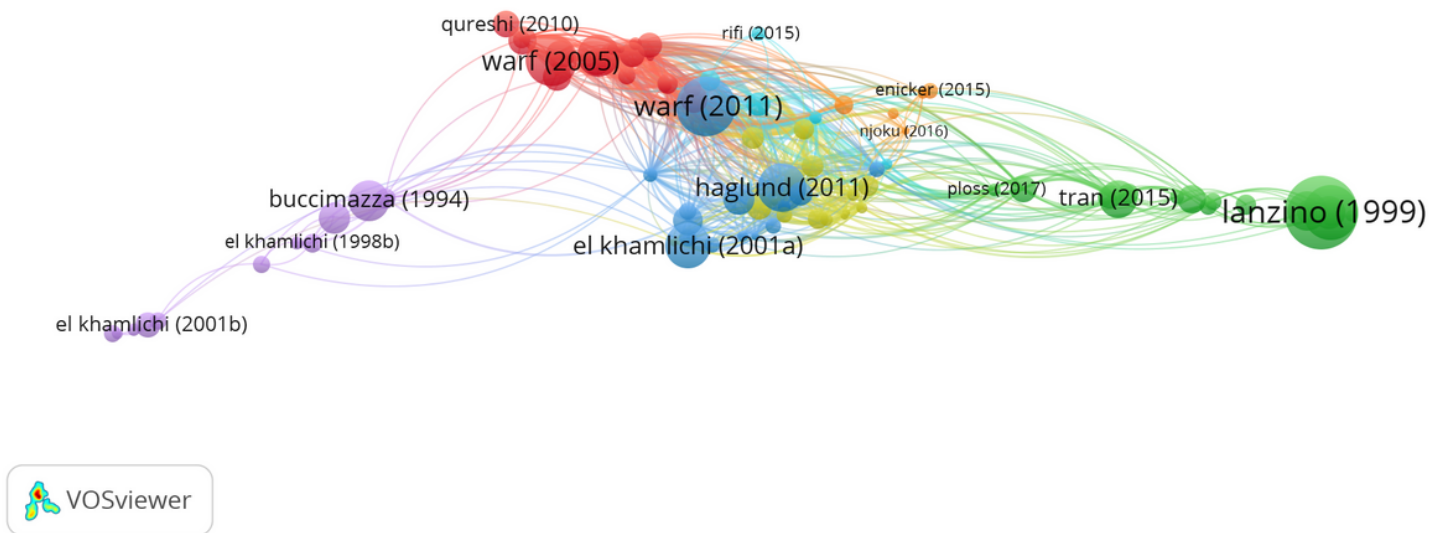 qureshi (2010)
rifi (2015)
warf (2005)
enicker (2015)
warf (2011)
njoku (2016)
haglund (2011)
ploss (2017)
tran (2015)
buccimazza (1994)
lanzino (1999)
el khamlichi (1998b)
el khamlichi (2001a)
el khamlichi (2001b)
VOSviewer